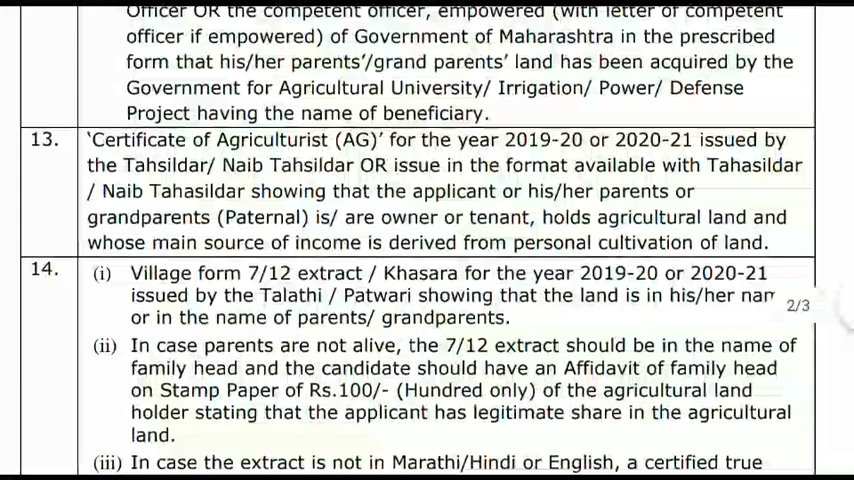 Officer OR the competent officer, empowered (with letter of competent
officer if empowered) of Government of Maharashtra in the prescribed
form that his/her parents'/grand parents' land has been acquired by the
Government for Agricultural University/ Irrigation/ Power/ Defense
Project having the name of beneficiary.
13. 'Certificate of Agriculturist (AG)' for the year 2019-20 or 2020-21 issued by
the Tahsildar/ Naib Tahsildar OR issue in the format available with Tahasildar
/ Naib Tahasildar showing that the applicant or his/her parents or
grandparents (Paternal) is/ are owner or tenant, holds agricultural land and
whose main source of income is derived from personal cultivation of land.
14. (i) Village form 7/12 extract / Khasara for the year 2019-20 or 2020-21
issued by the Talathi / Patwari showing that the land is in his/her nam
2/3
or in the name of parents/ grandparents.
(ii) In case parents are not alive, the 7/12 extract should be in the name of
family head and the candidate should have an Affidavit of family head
on Stamp Paper of Rs.100/- (Hundred only) of the agricultural land
holder stating that the applicant has legitimate share in the agricultural
land.
(iii) In case the extract is not in Marathi/Hindi or English, a certified true